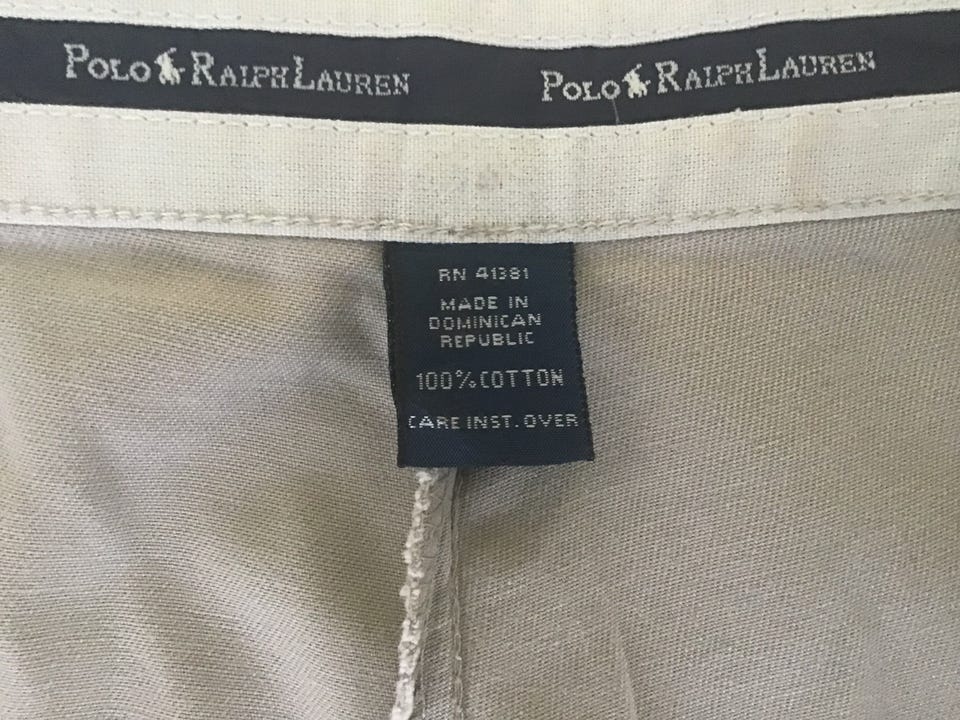 POLO RALPH LAUREN POLO RALPH LAUREN
RN 41381
MADE IN
DOMINICAN
REPUBLIC
100% COTTON
CARE INST. OVER